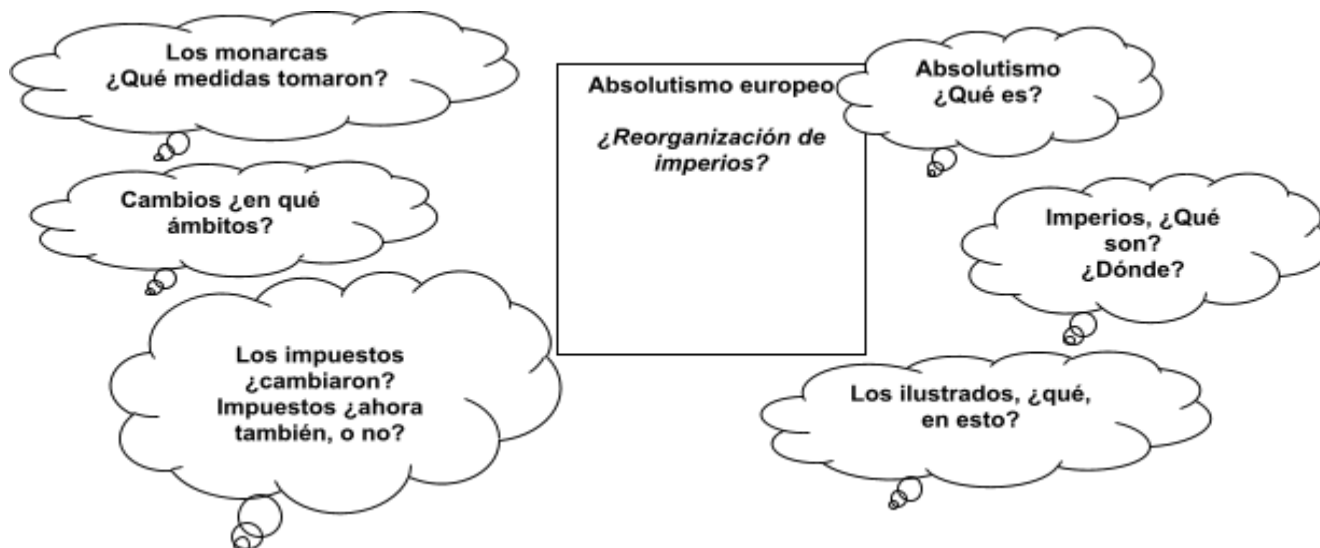 Los monarcas
¿Qué medidas tomaron?
Absolutismo europeo
¿Reorganización de
imperios?
Absolutismo
¿Qué es?
Cambios ¿en qué
ámbitos?
Imperios, ¿Qué
son?
¿Dónde?
Los impuestos
¿cambiaron?
Impuestos ¿ahora
también, o no?
Los ilustrados, ¿qué,
en esto?